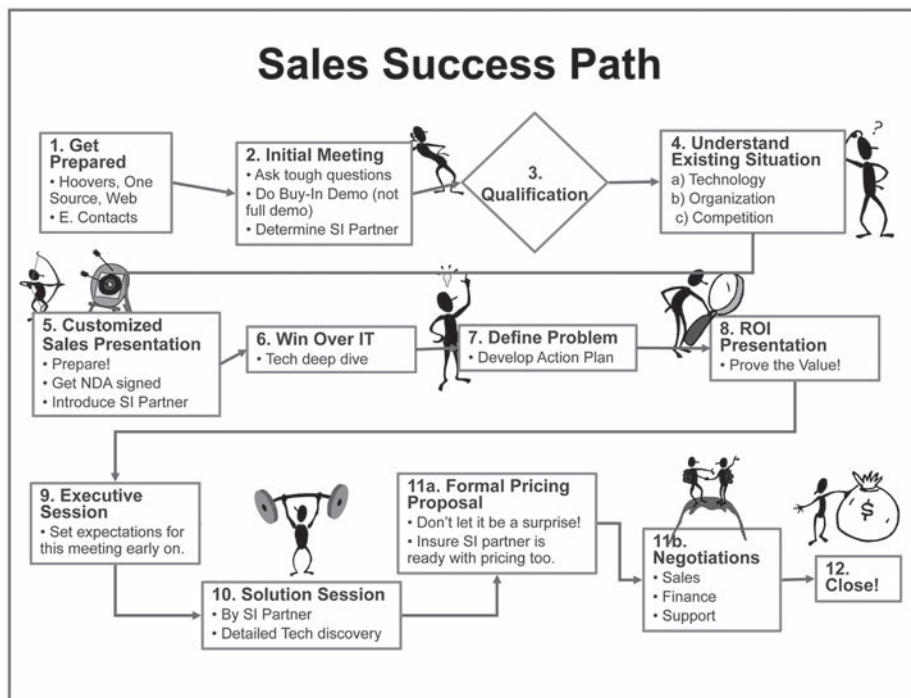 Sales Success Path
1. Get
Prepared
• Hoovers, One
Source, Web
• E. Contacts
2. Initial Meeting
• Ask tough questions
• Do Buy-In Demo (not
full demo)
• Determine SI Partner
3.
Qualification
4. Understand
Existing Situation
a) Technology
b) Organization
c) Competition
?
5. Customized
Sales Presentation
• Prepare!
• Get NDA signed
• Introduce SI Partner
6. Win Over IT
• Tech deep dive
7. Define Problem
• Develop Action Plan
8. ROI
Presentation
• Prove the Value!
9. Executive
Session
• Set expectations for
this meeting early on.
10. Solution Session
• By SI Partner
• Detailed Tech discovery
11a. Formal Pricing
Proposal
• Don't let it be a surprise!
• Insure SI partner is
ready with pricing too.
11b.
Negotiations
• Sales
• Finance
• Support
$
12.
Close!